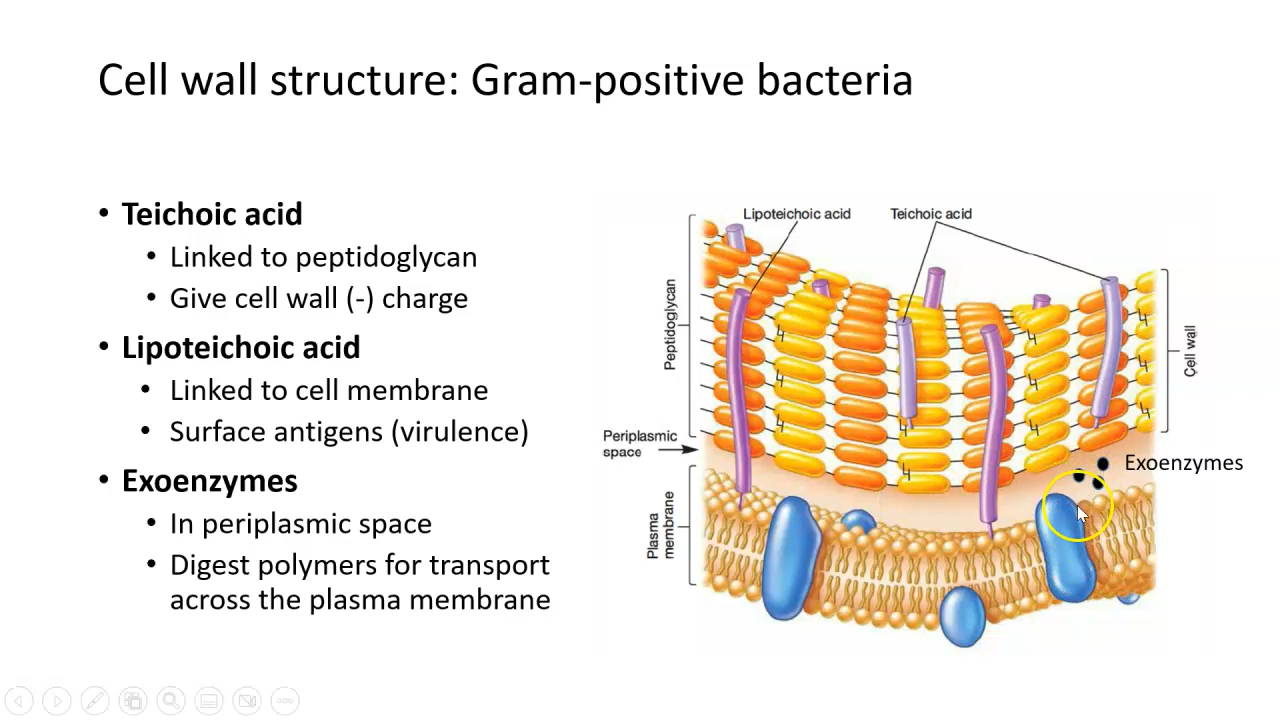 Cell wall structure: Gram-positive bacteria
• Teichoic acid
• Linked to peptidoglycan
• Give cell wall (-) charge
• Lipoteichoic acid
• Linked to cell membrane
• Surface antigens (virulence)
• Exoenzymes
• In periplasmic space
• Digest polymers for transport
across the plasma membrane
Lipoteichoic acid
Teichoic acid
Peptidoglycan
Cell wall
Periplasmic
space
Exoenzymes
Plasma
membrane